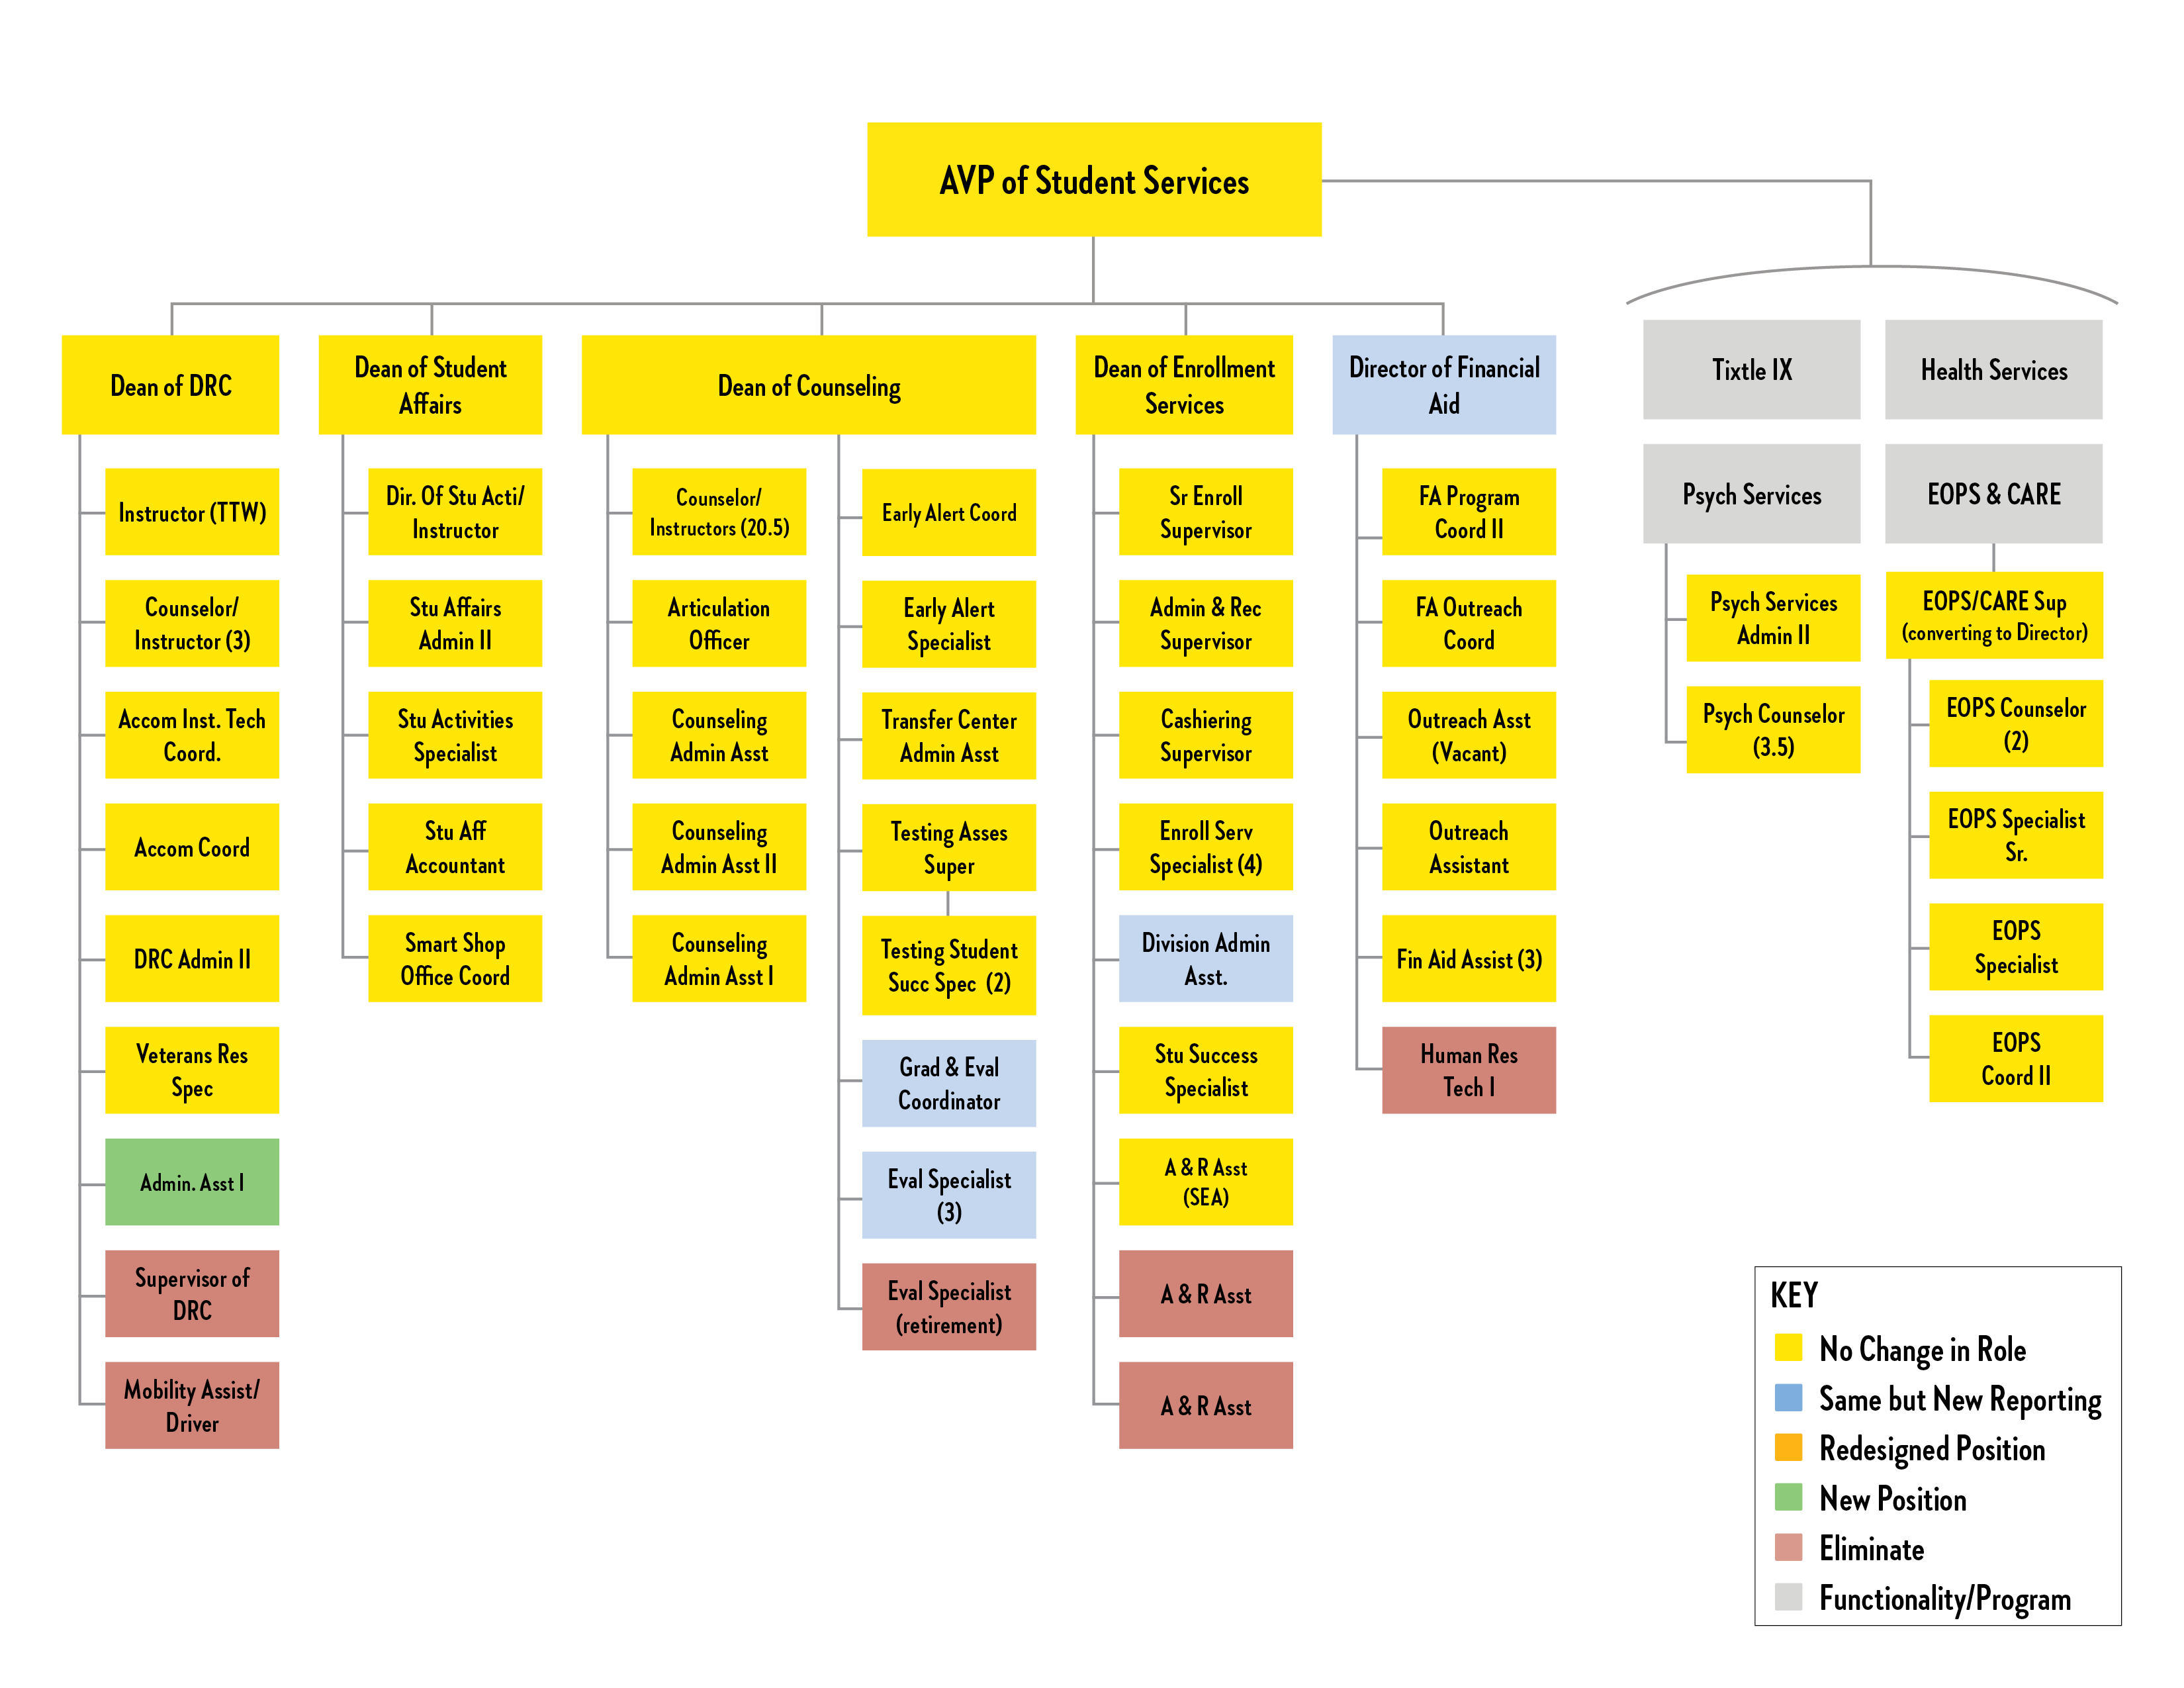 AVP of Student Services
Dean of DRC
Instructor (TTW)
Counselor/
Instructor (3)
Accom Inst. Tech
Coord.
Accom Coord
DRC Admin II
Veterans Res
Spec
Admin. Asst I
Supervisor of
DRC
Mobility Assist/
Driver
Dean of Student
Affairs
Dir. Of Stu Acti/
Instructor
Stu Affairs
Admin II
Stu Activities
Specialist
Stu Aff
Accountant
Smart Shop
Office Coord
Dean of Counseling
Counselor/
Instructors (20.5)
Articulation
Officer
Counseling
Admin Asst
Counseling
Admin Asst II
Counseling
Admin Asst I
Early Alert Coord
Early Alert
Specialist
Transfer Center
Admin Asst
Testing Asses
Super
Testing Student
Succ Spec (2)
Grad & Eval
Coordinator
Eval Specialist
(3)
Eval Specialist
(retirement)
Dean of Enrollment
Services
Sr Enroll
Supervisor
Admin & Rec
Supervisor
Cashiering
Supervisor
Enroll Serv
Specialist (4)
Division Admin
Asst.
Stu Success
Specialist
A & R Asst
(SEA)
A & R Asst
A & R Asst
Director of Financial
Aid
FA Program
Coord II
FA Outreach
Coord
Outreach Asst
(Vacant)
Outreach
Assistant
Fin Aid Assist (3)
Human Res
Tech I
Tixtle IX
Health Services
Psych Services
EOPS & CARE
Psych Services
Admin II
Psych Counselor
(3.5)
EOPS/CARE Sup
(converting to Director)
EOPS Counselor
(2)
EOPS Specialist
Sr.
EOPS
Specialist
EOPS
Coord II
KEY
No Change in Role
Same but New Reporting
Redesigned Position
New Position
Eliminate
Functionality/Program